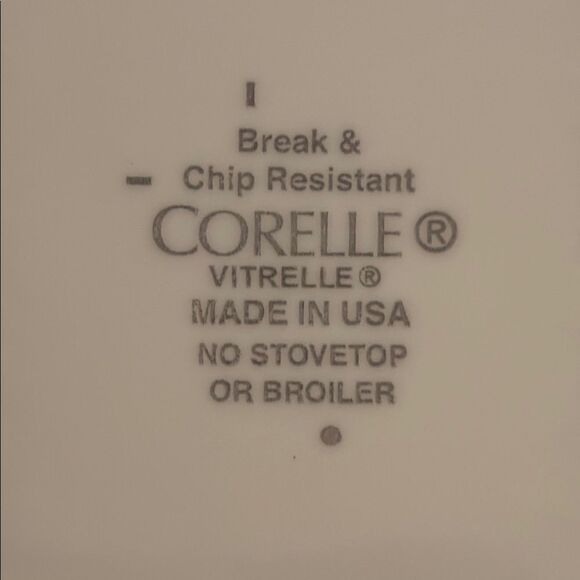 Break &
Chip Resistant
CORELLE®
VITRELLE®
MADE IN USA
NO STOVETOP
OR BROILER